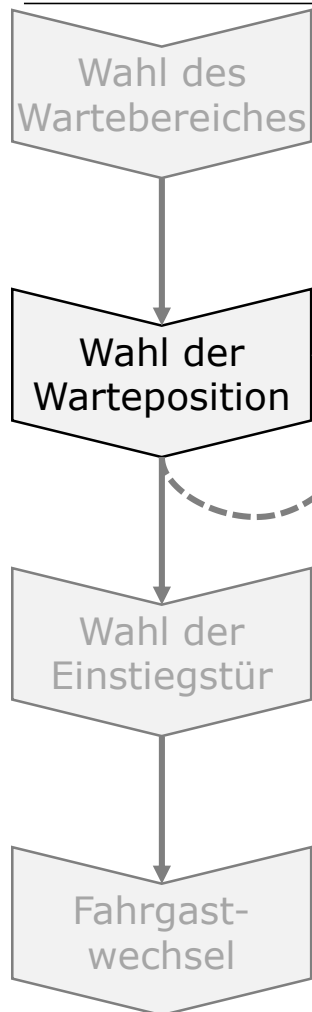 Wahl des
Wartebereiches
Wahl der
Warteposition
Wahl der
Einstiegstür
Fahrgast-
wechsel